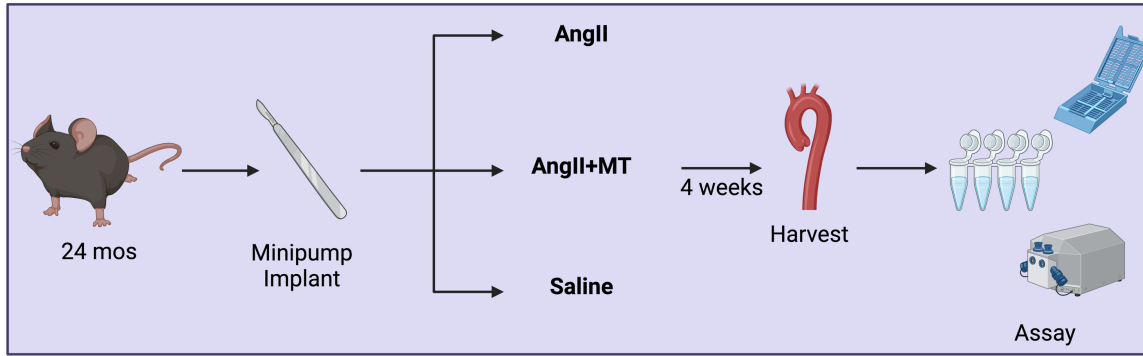 AngII
24 mos
Minipump
Implant
AngII+MT
4 weeks
Saline
Harvest
Assay